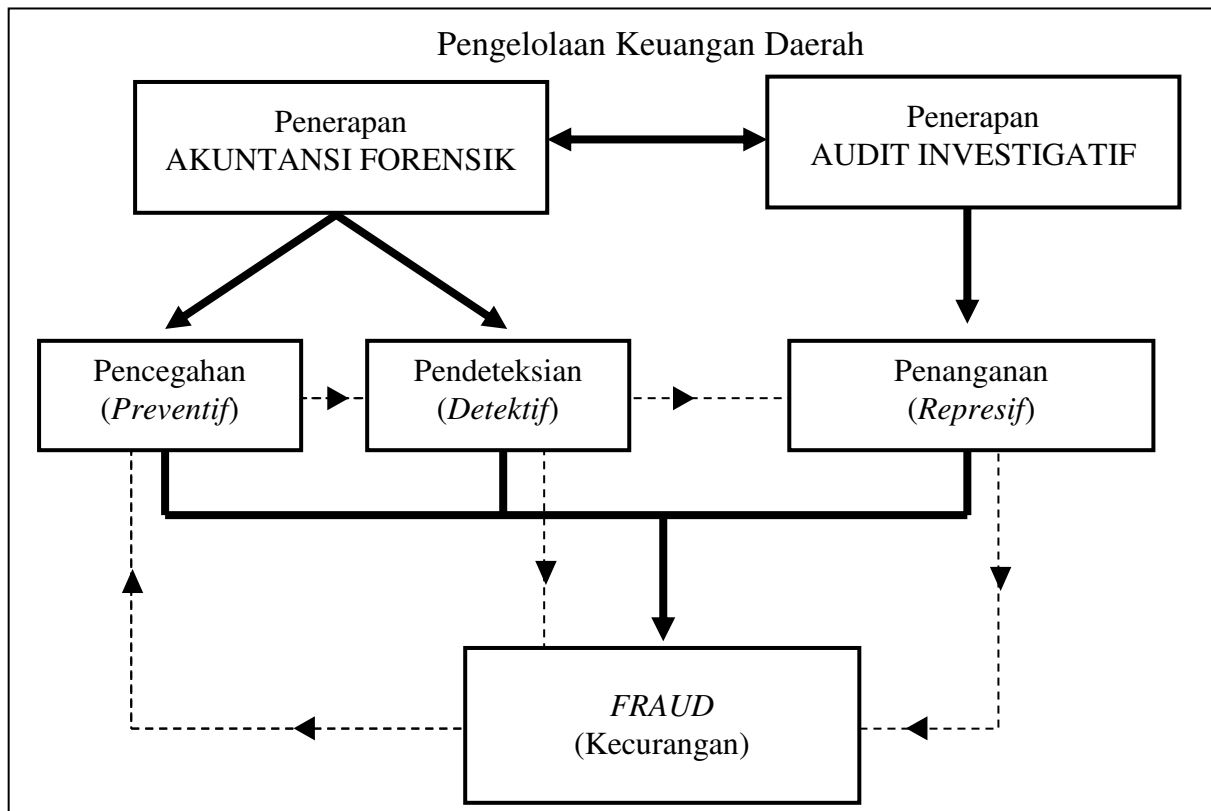 Pengelolaan Keuangan Daerah
Penerapan
AKUNTANSI FORENSIK
Penerapan
AUDIT INVESTIGATIF
Pencegahan
(Preventif)
Pendeteksian
(Detektif)
Penanganan
(Represif)
FRAUD
(Kecurangan)